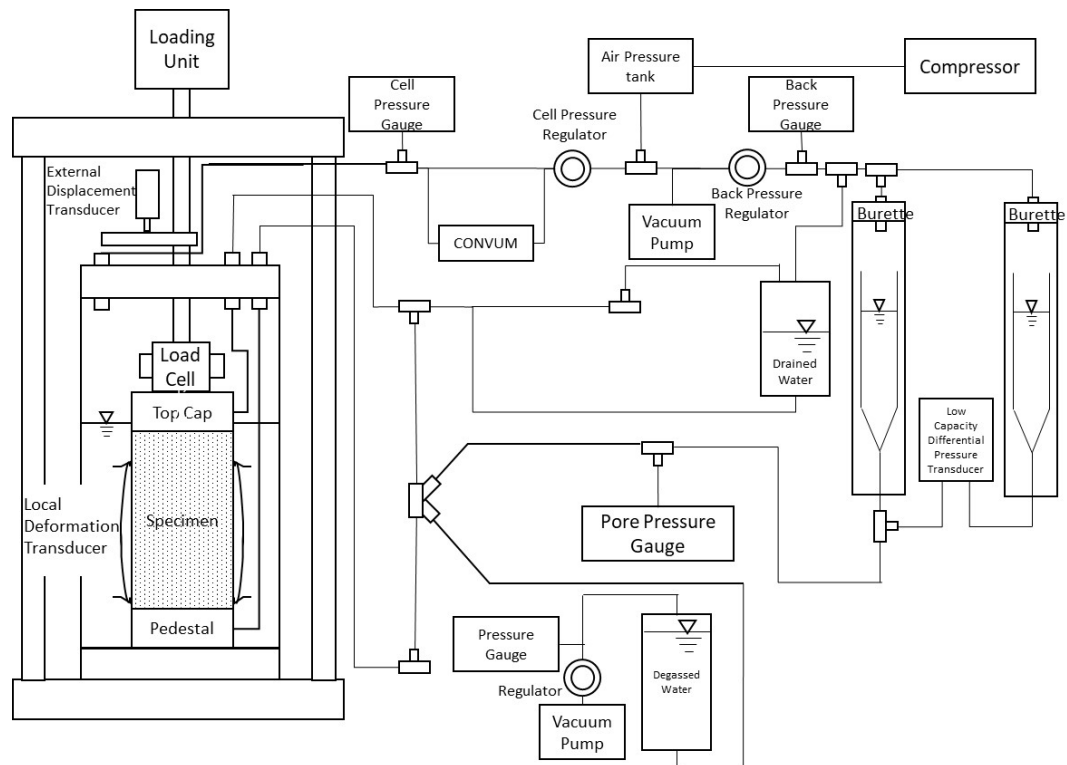 Loading
Unit
Cell
Pressure
Gauge
Air Pressure
tank
Compressor
Cell Pressure
Regulator
Back
Pressure
Gauge
External
Displacement
Transducer
Back Pressure
Regulator
Vacuum
Pump
CONVUM
Burette
Burette
Load
Cell
Drained
Water
Top Cap
Low
Capacity
Differential
Pressure
Transducer
Local
Deformation
Transducer
Specimen
Pore Pressure
Gauge
Pedestal
Pressure
Gauge
Regulator
Degassed
Water
Vacuum
Pump